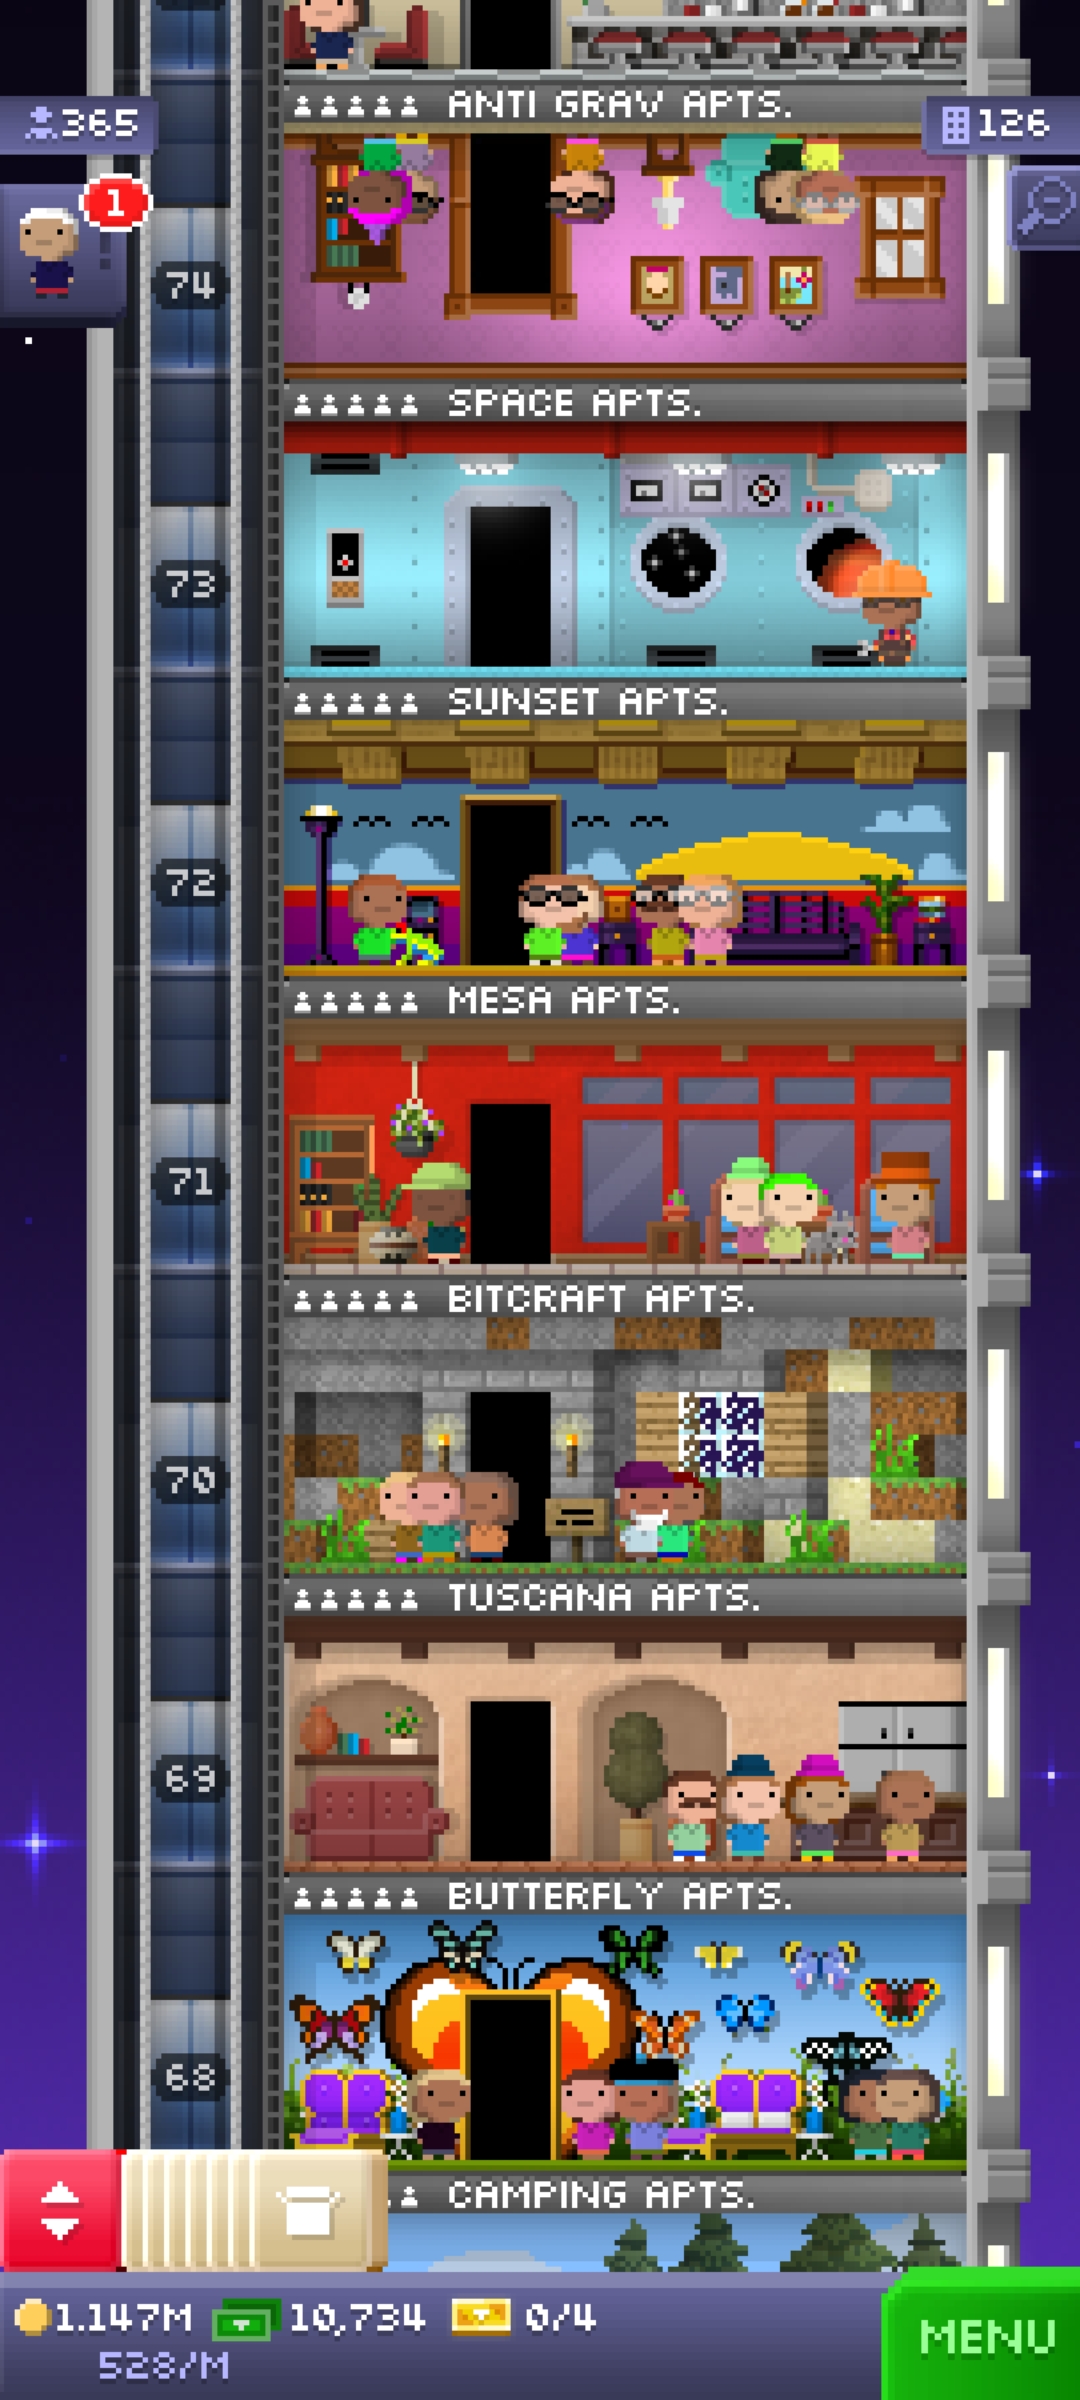 ANTI GRAV APTS.
365
126
1
74
SPACE APTS.
73
SUNSET APTS.
72
MESA APTS.
71
BITCRAFT APTS.
70
TUSCANA APTS.
69
BUTTERFLY APTS.
68
CAMPING APTS.
1.147M 10,734 0/4
528/M
MENU